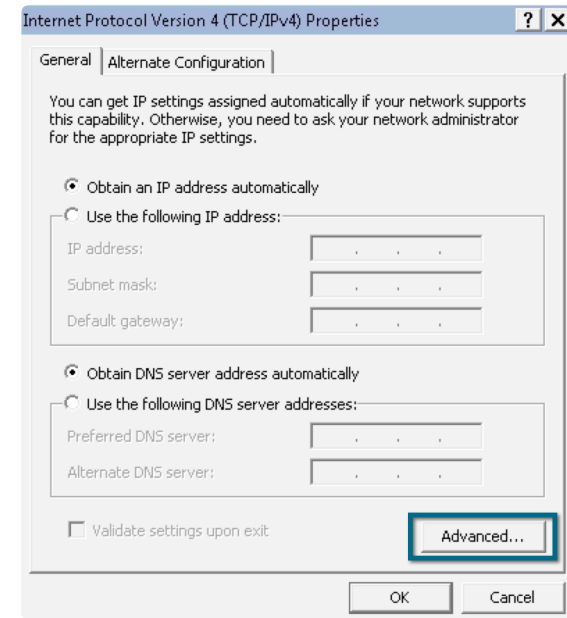 Internet Protocol Version 4 (TCP/IPv4) Properties ? X
General Alternate Configuration
You can get IP settings assigned automatically if your network supports
this capability. Otherwise, you need to ask your network administrator
for the appropriate IP settings.
Obtain an IP address automatically
Use the following IP address:
IP address:
Subnet mask:
Default gateway:
Obtain DNS server address automatically
Use the following DNS server addresses:
Preferred DNS server:
Alternate DNS server:
Validate settings upon exit
Advanced...
OK Cancel